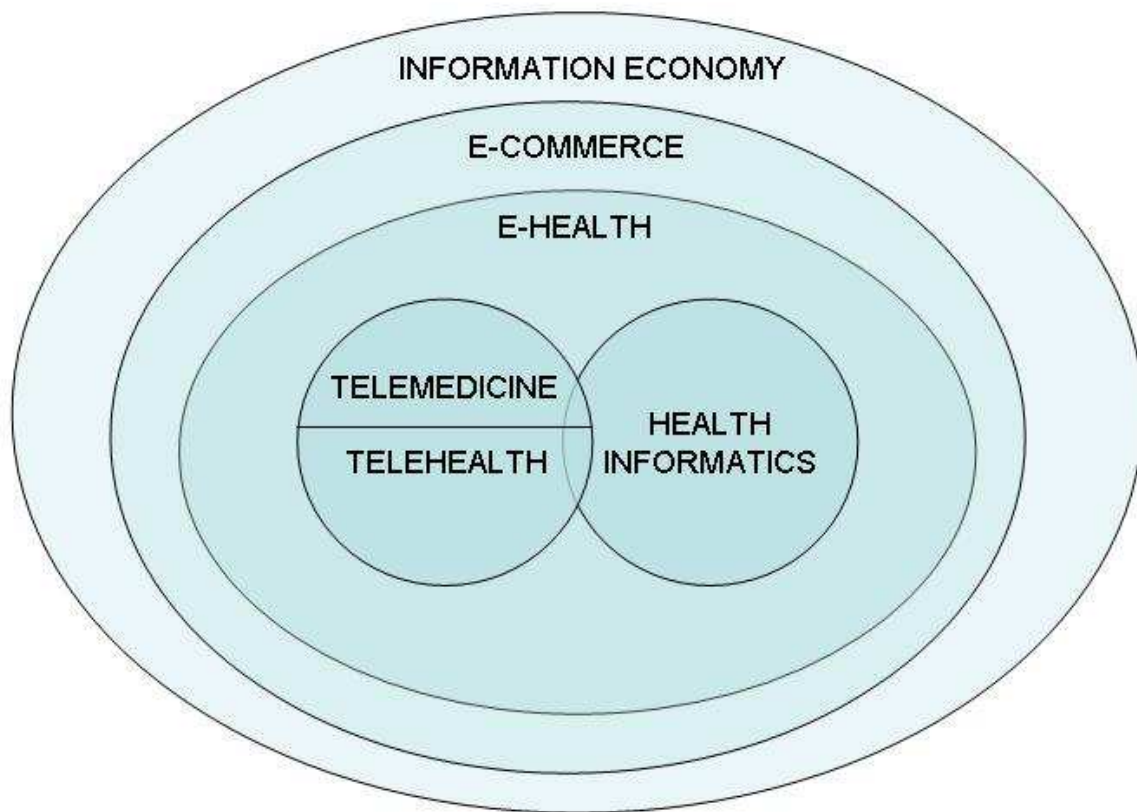 INFORMATION ECONOMY
E-COMMERCE
E-HEALTH
TELEMEDICINE
TELEHEALTH
HEALTH
INFORMATICS